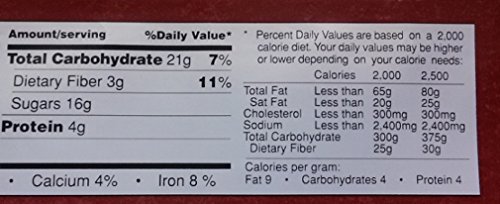 Amount/serving %Daily Value*
Total Carbohydrate 21g 7%
Dietary Fiber 3g 11%
Sugars 16g
Protein 4g
• Calcium 4% • Iron 8 %
* Percent Daily Values are based on a 2,000
calorie diet. Your daily values may be higher
or lower depending on your calorie needs:
Calories 2,000 2,500
Total Fat Less than 65g 80g
Sat Fat Less than 20g 25g
Cholesterol Less than 300mg 300mg
Sodium Less than 2,400mg 2,400mg
Total Carbohydrate 300g 375g
Dietary Fiber 25g 30g
Calories per gram:
Fat 9 • Carbohydrates 4 • Protein 4